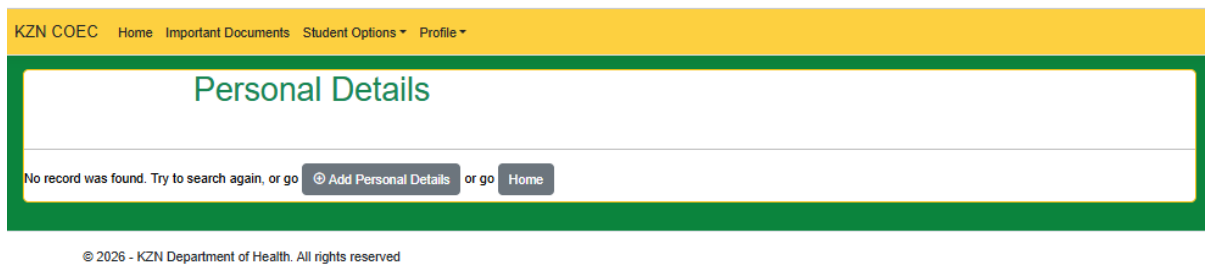 KZN COEC Home Important Documents Student Options Profile
Personal Details
No record was found. Try to search again, or go Add Personal Details or go Home
© 2026 - KZN Department of Health. All rights reserved